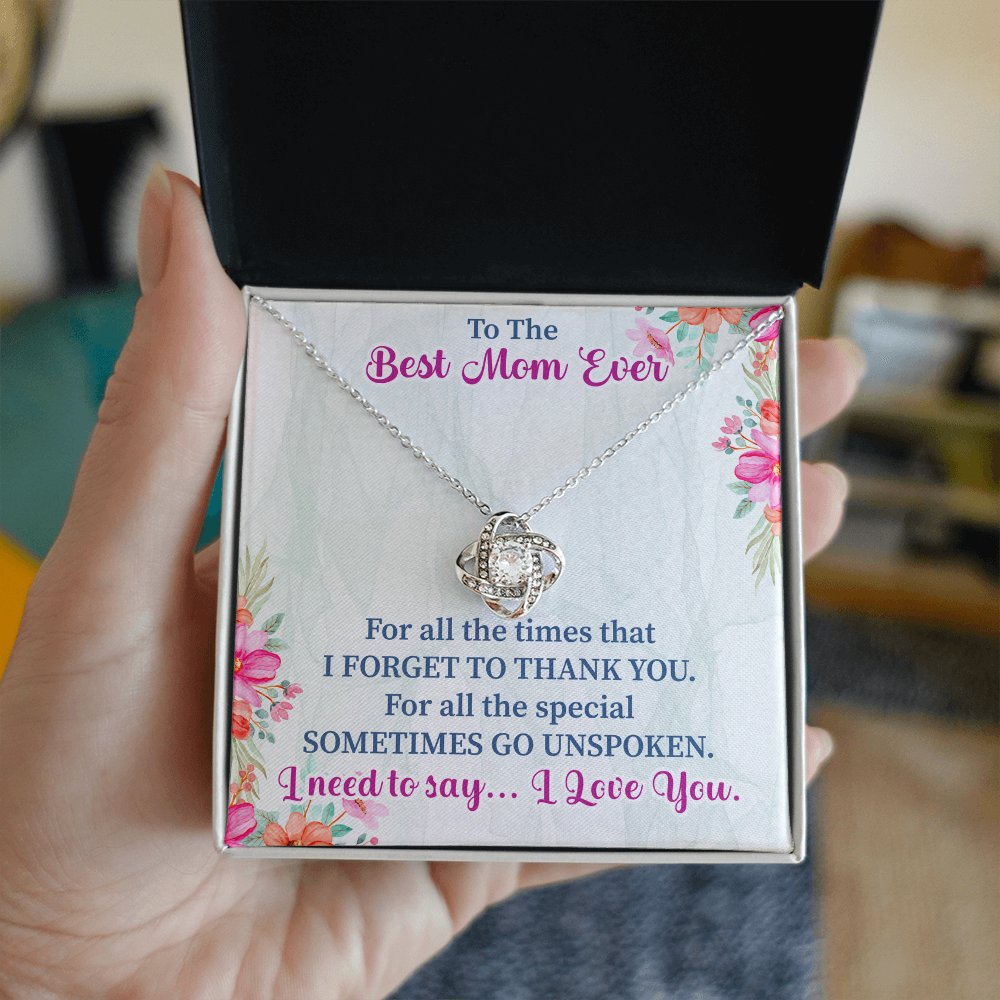 To The
Best Mom Ever
For all the times that
I FORGET TO THANK YOU.
For all the special
SOMETIMES GO UNSPOKEN.
I need to say... I Love You.